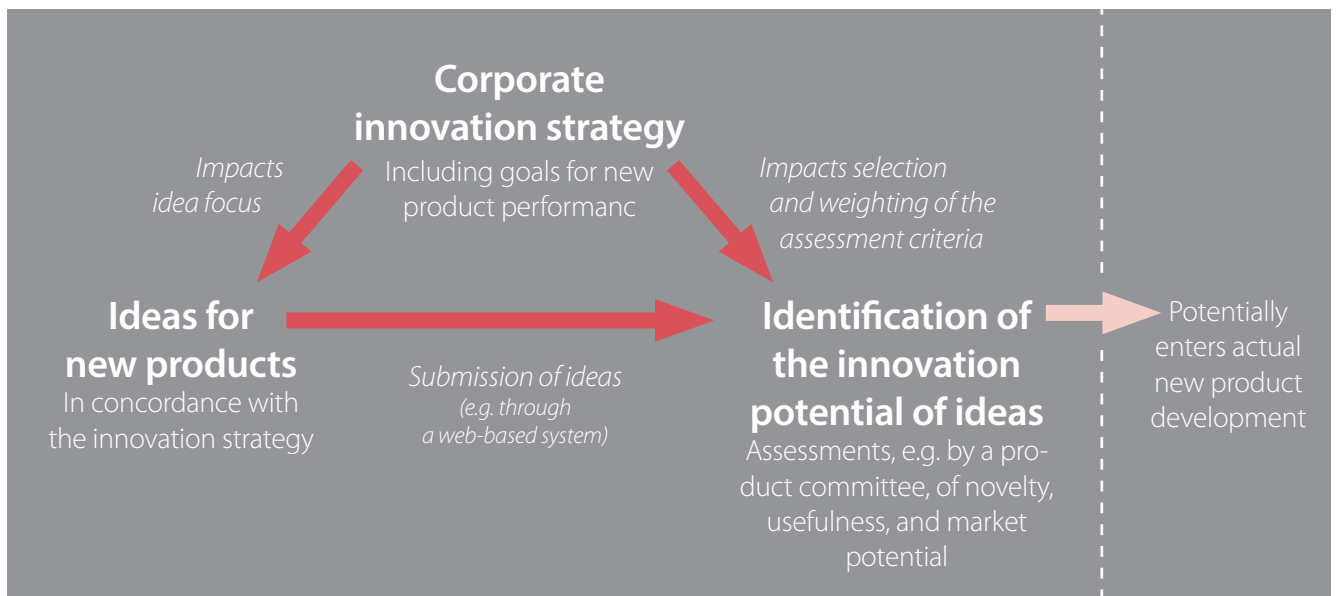 Corporate
innovation strategy
Including goals for new
product performanc
Impacts
idea focus
Impacts selection
and weighting of the
assessment criteria
Ideas for
new products
In concordance with
the innovation strategy
Submission of ideas
(e.g. through
a web-based system)
Identification of
the innovation
potential of ideas
Assessments, e.g. by a pro-
duct committee, of novelty,
usefulness, and market
potential
Potentially
enters actual
new product
development